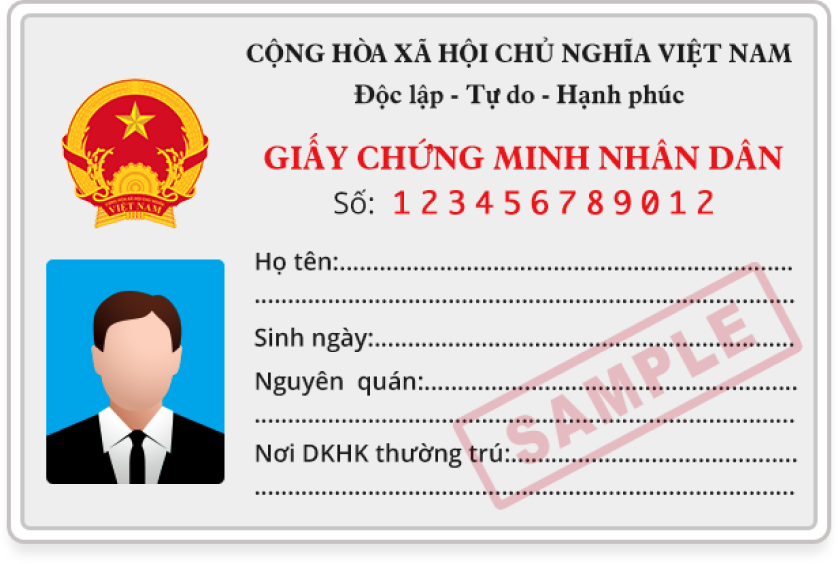 CỘNG HÒA XÃ HỘI CHỦ NGHĨA VIỆT NAM
Độc lập - Tự do - Hạnh phúc
GIẤY CHỨNG MINH NHÂN DÂN
Số: 123456789012
VIỆT NAM
Họ tên:
Sinh ngày:
Nguyên quán:
Nơi DKHK thường trú:
SAMPLE